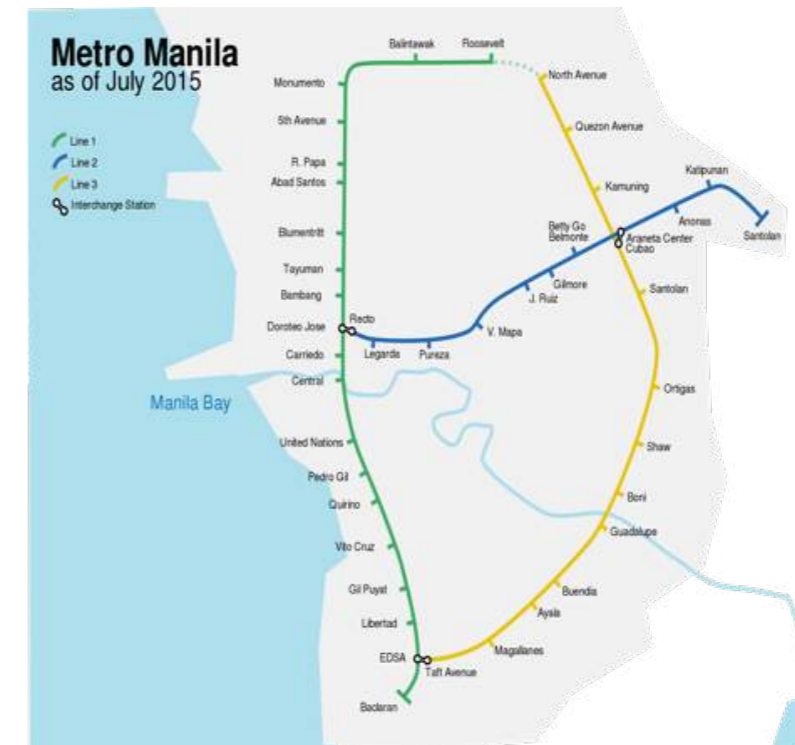 Metro Manila
as of July 2015
Line 1
Line 2
Line 3
Interchange Station
Balintawak
Roosevelt
Monumento
North Avenue
5th Avenue
Quezon Avenue
R. Papa
Abad Santos
Kamuning
Katipunan
Blumentritt
Betty Go
Belmonte
Araneta Center
Cubao
Anonas
Santolan
Tayuman
Gilmore
Bambang
J. Ruiz
Santolan
Doroteo Jose
Recto
V. Mapa
Carriedo
Legarda
Pureza
Central
Ortigas
Manila Bay
United Nations
Shaw
Pedro Gil
Quirino
Boni
Guadalupe
Vito Cruz
Gil Puyat
Buendia
Ayala
Libertad
EDSA
Magallanes
Taft Avenue
Baclaran